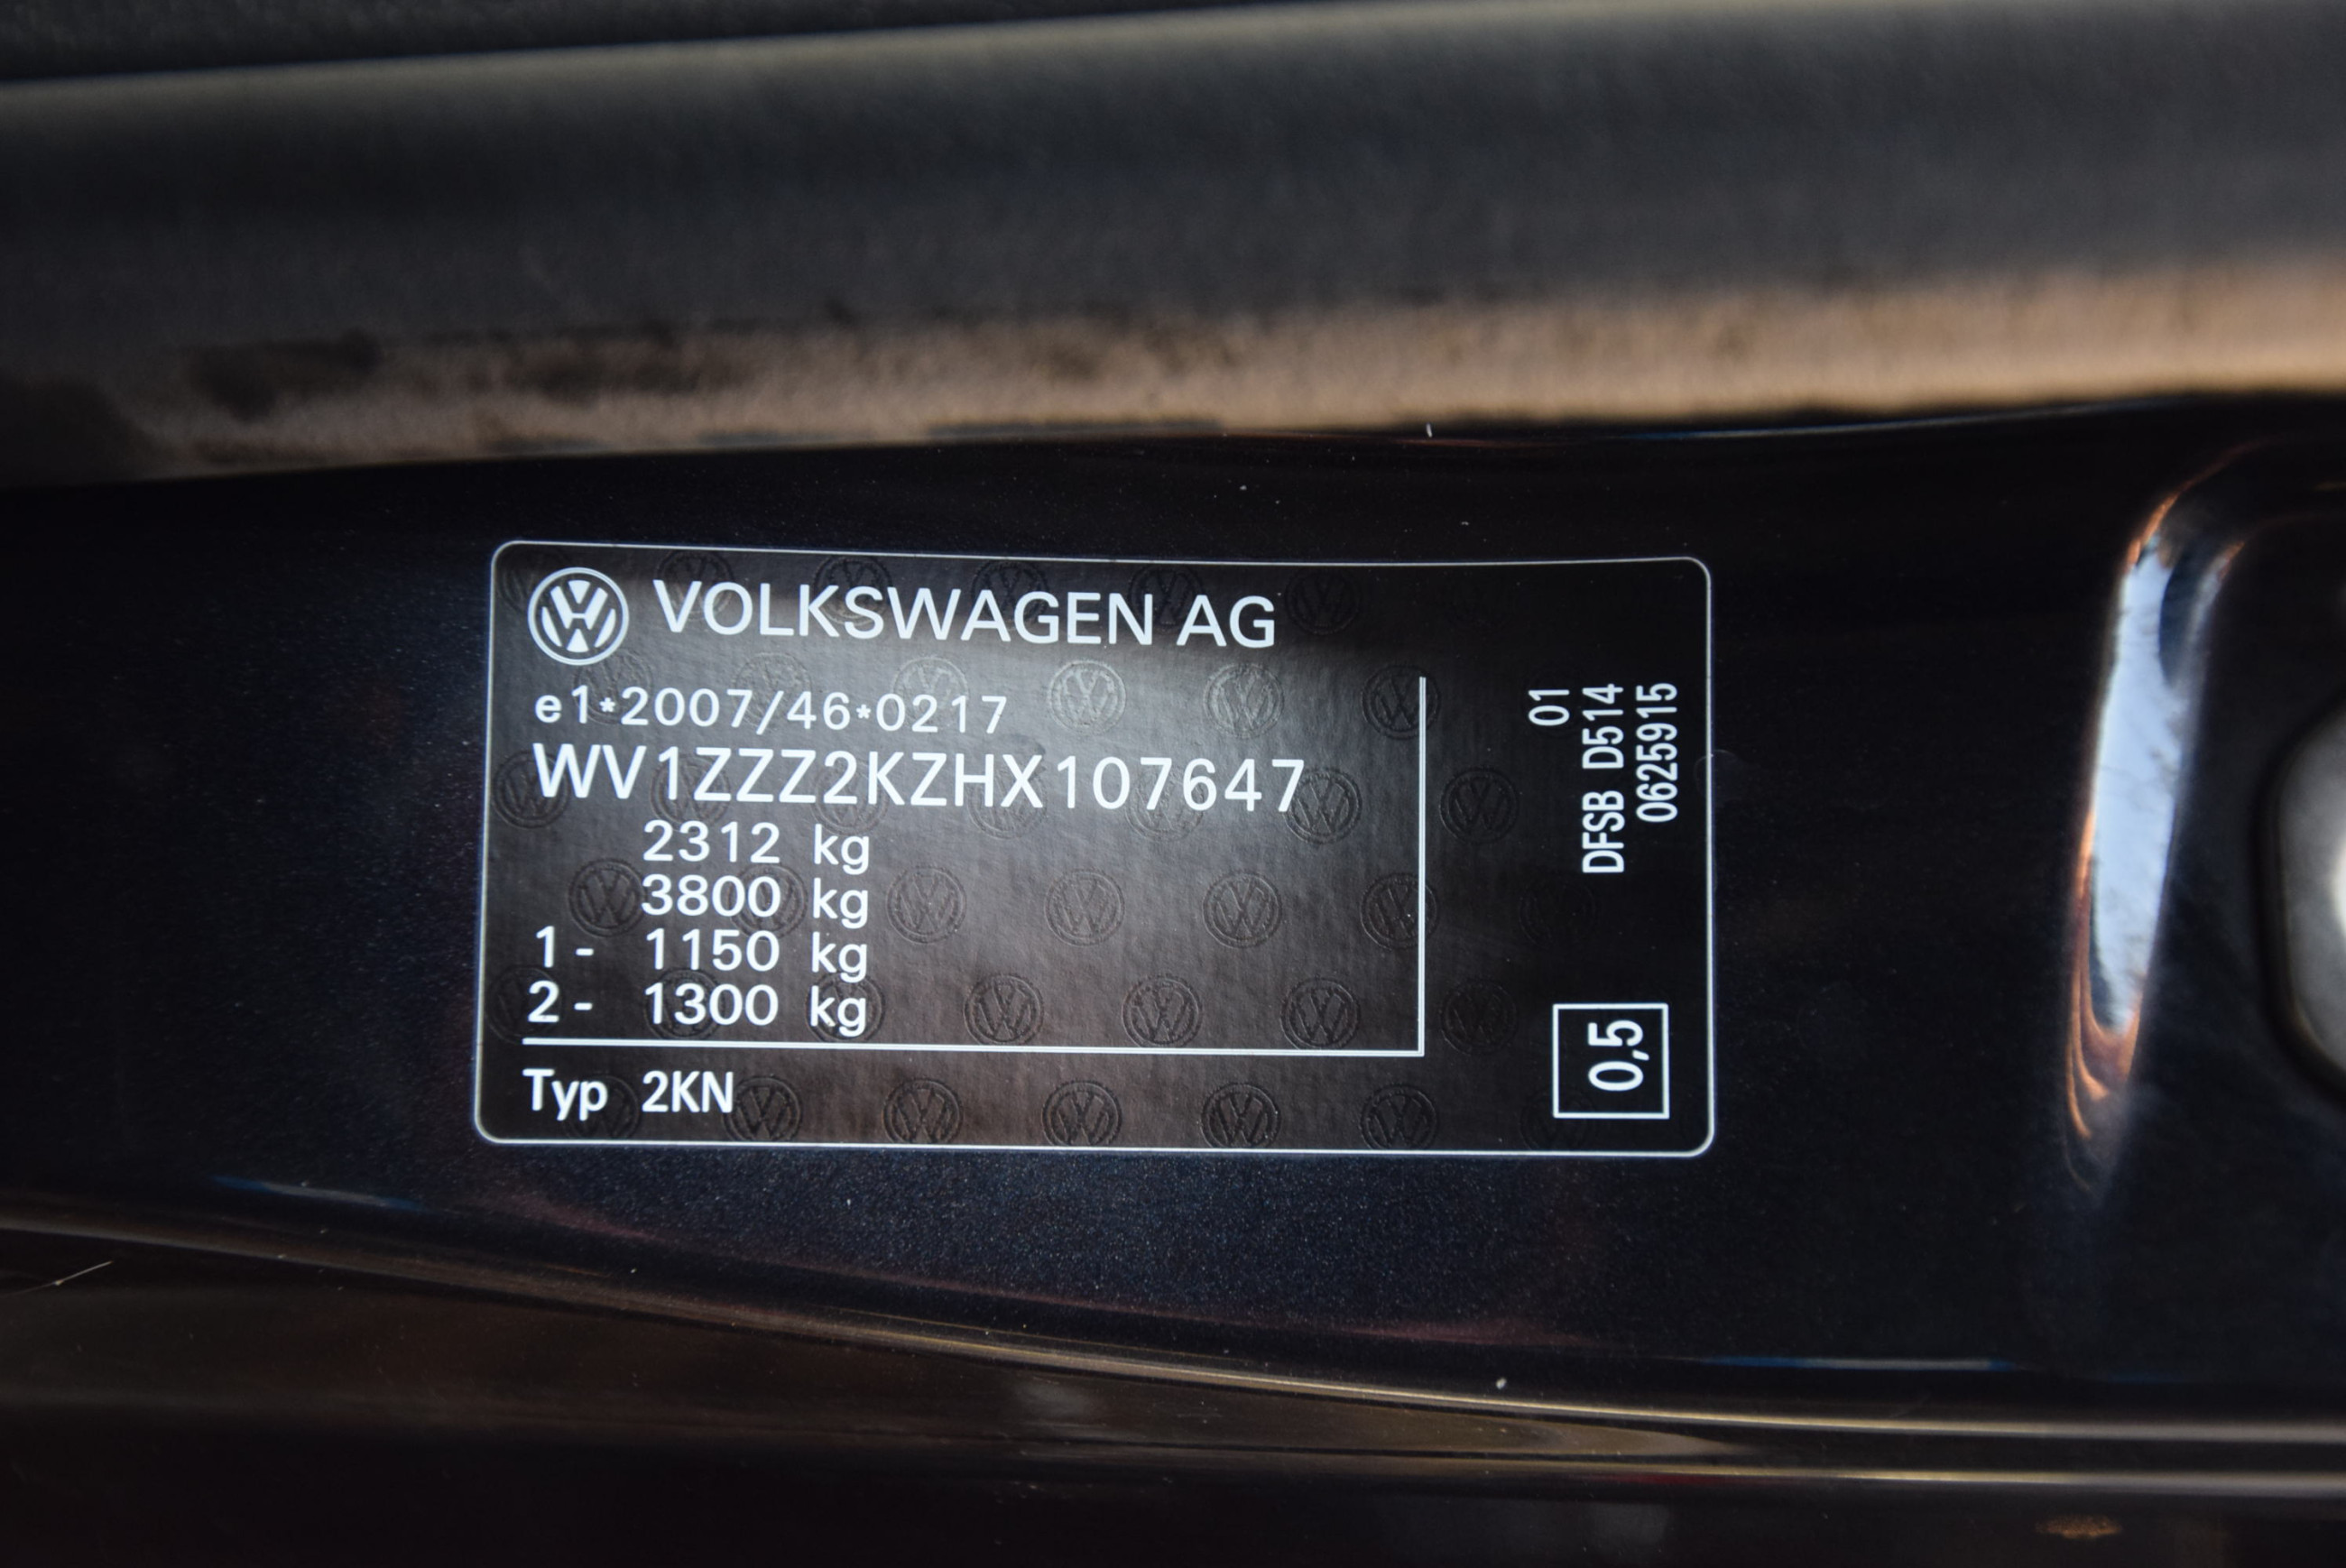 VOLKSWAGEN AG
e1*2007/46*0217
WV1ZZZ2KZHX107647
2312 kg
3800 kg
1- 1150 kg
2- 1300 kg
Typ 2KN
01
DFSB D514
0625915
0,5